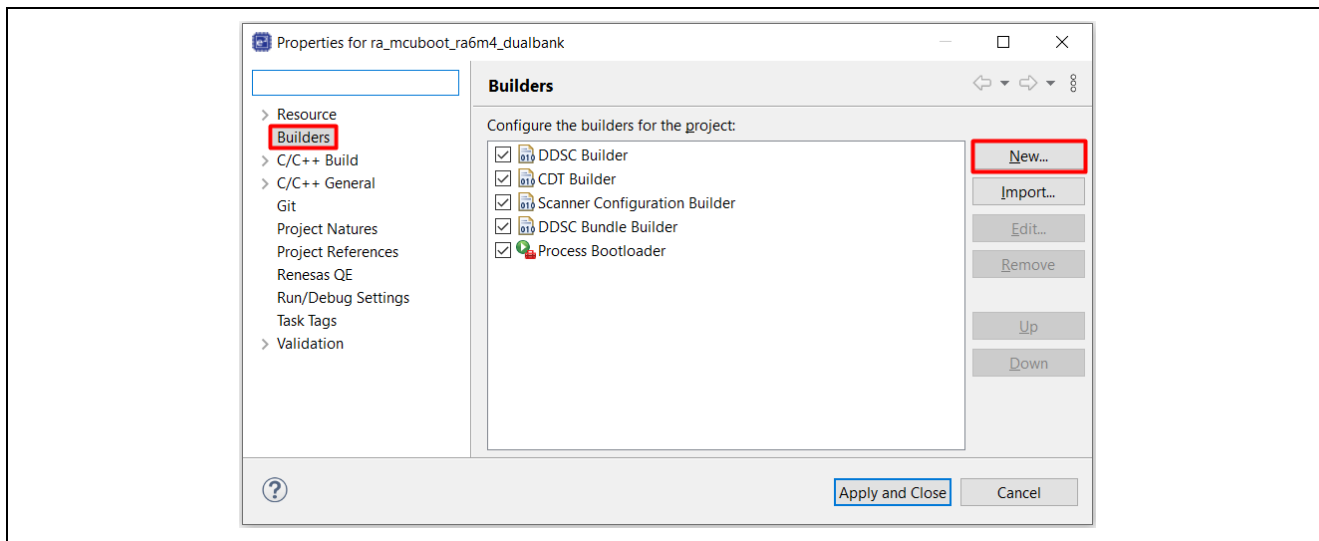 Properties for ra_mcuboot_ra6m4_dualbank
Builders
Resource
Builders
C/C++ Build
C/C++ General
Git
Project Natures
Project References
Renesas QE
Run/Debug Settings
Task Tags
Validation
Configure the builders for the project:
DDSC Builder
CDT Builder
Scanner Configuration Builder
DDSC Bundle Builder
Process Bootloader
New...
Import...
Edit...
Remove
Up
Down
Apply and Close
Cancel